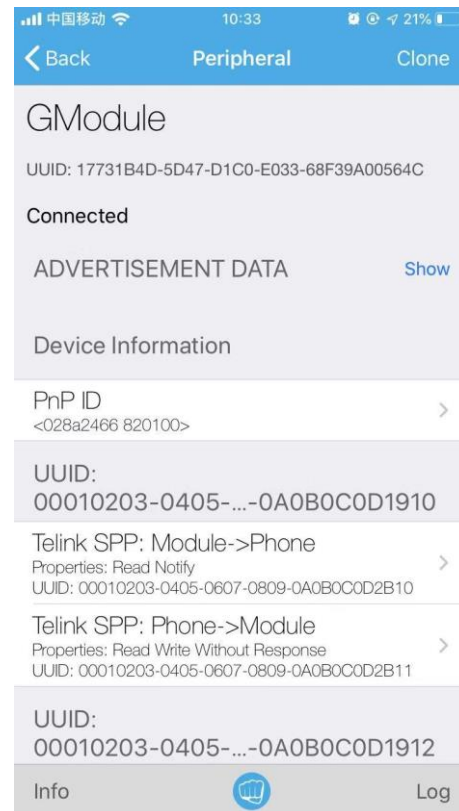 中国移动 10:33 21%
Back Peripheral Clone
GModule
UUID: 17731B4D-5D47-D1C0-E033-68F39A00564C
Connected
ADVERTISEMENT DATA Show
Device Information
PnP ID
<028a2466 820100>
UUID:
00010203-0405-...-0A0B0C0D1910
Telink SPP: Module->Phone
Properties: Read Notify
UUID: 00010203-0405-0607-0809-0A0B0C0D2B10
Telink SPP: Phone->Module
Properties: Read Write Without Response
UUID: 00010203-0405-0607-0809-0A0B0C0D2B11
UUID:
00010203-0405-...-0A0B0C0D1912
Info Log